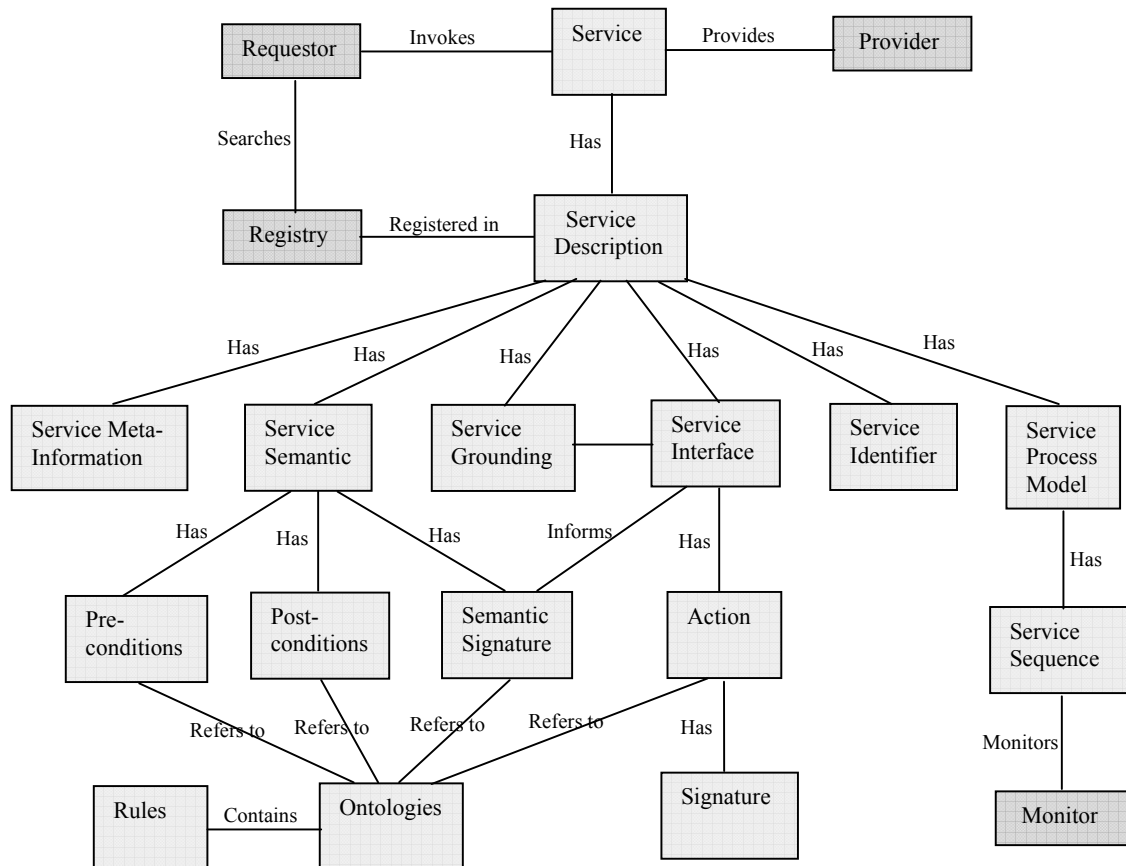 Requestor
Invokes
Service
Provides
Provider
Searches
Has
Registry
Registered in
Service
Description
Has
Has
Has
Has
Has
Has
Service Meta-
Information
Service
Semantic
Service
Grounding
Service
Interface
Service
Identifier
Service
Process
Model
Has
Has
Has
Informs
Has
Has
Pre-
conditions
Post-
conditions
Semantic
Signature
Action
Service
Sequence
Refers to
Refers to
Refers to
Refers to
Has
Monitors
Rules
Contains
Ontologies
Signature
Monitor